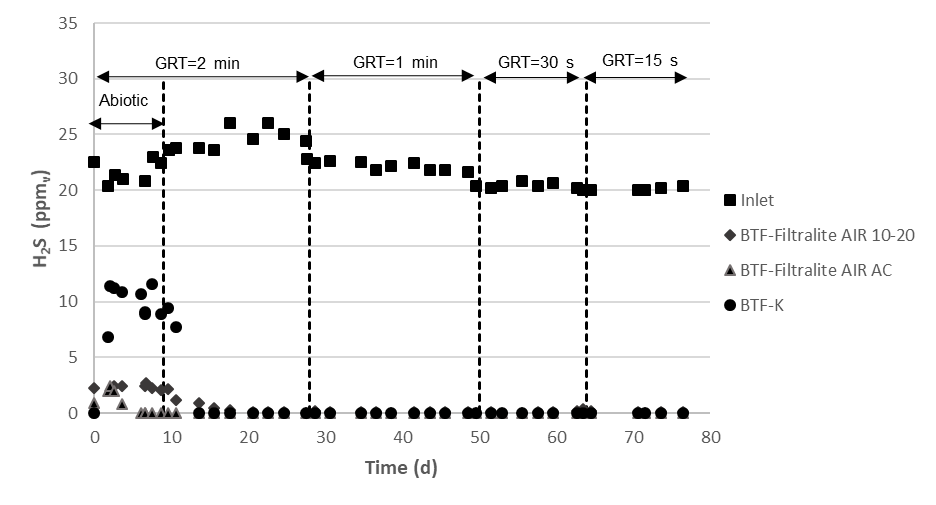 35
30
25
20
15
10
5
0
H₂S (ppmᵥ)
GRT=2 min
GRT=1 min
GRT=30 s
GRT=15 s
Abiotic
Inlet
BTF-Filtralite AIR 10-20
BTF-Filtralite AIR AC
BTF-K
0 10 20 30 40 50 60 70 80
Time (d)